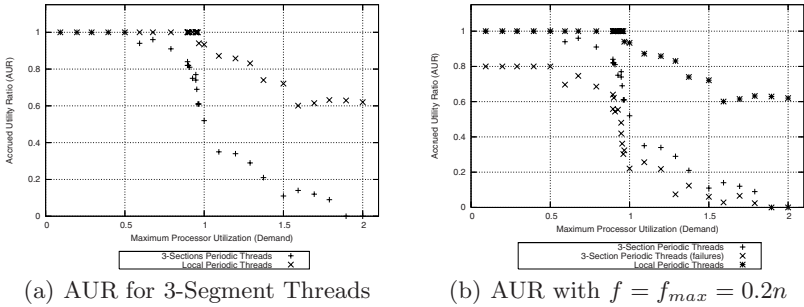 1
0.8
0.6
0.4
0.2
0
0 0.5 1 1.5 2
Accrued Utility Ratio (AUR)
Maximum Processor Utilization (Demand)
3-Sections Periodic Threads +
Local Periodic Threads ×
(a) AUR for 3-Segment Threads
1
0.8
0.6
0.4
0.2
0
0 0.5 1 1.5 2
Accrued Utility Ratio (AUR)
Maximum Processor Utilization (Demand)
3-Section Periodic Threads +
3-Section Periodic Threads (failures) ×
Local Periodic Threads ✱
(b) AUR with f = f_max = 0.2n